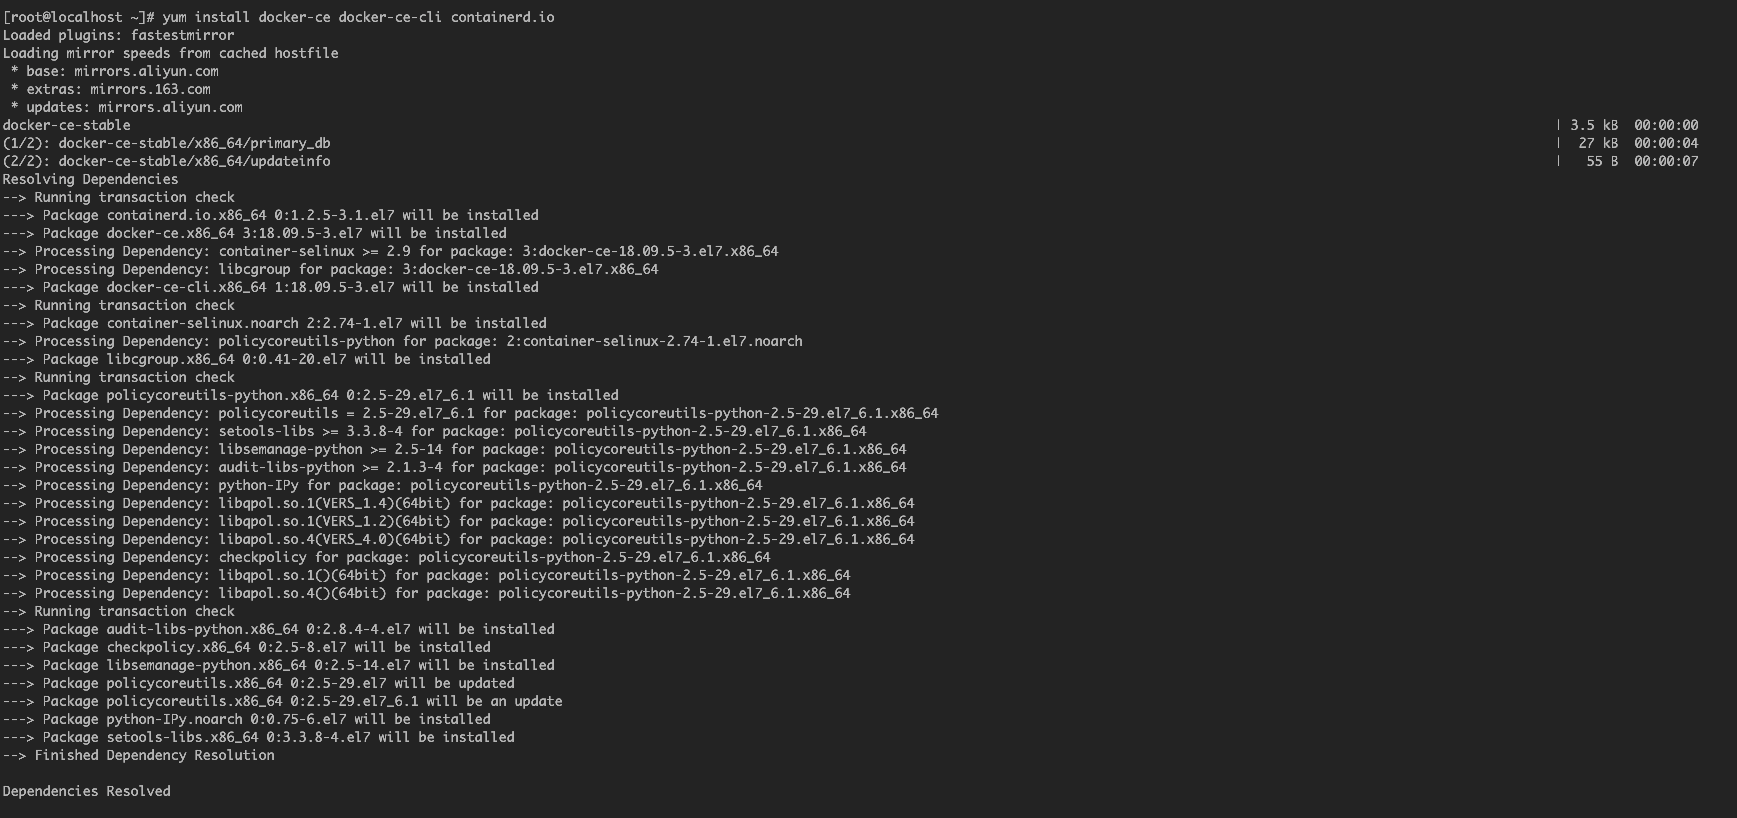 [root@localhost ~]# yum install docker-ce docker-ce-cli containerd.io
Loaded plugins: fastestmirror
Loading mirror speeds from cached hostfile
 * base: mirrors.aliyun.com
 * extras: mirrors.163.com
 * updates: mirrors.aliyun.com
docker-ce-stable | 3.5 kB 00:00:00
(1/2): docker-ce-stable/x86_64/primary_db | 27 kB 00:00:04
(2/2): docker-ce-stable/x86_64/updateinfo | 55 B 00:00:07
Resolving Dependencies
--> Running transaction check
---> Package containerd.io.x86_64 0:1.2.5-3.1.el7 will be installed
---> Package docker-ce.x86_64 3:18.09.5-3.el7 will be installed
--> Processing Dependency: container-selinux >= 2.9 for package: 3:docker-ce-18.09.5-3.el7.x86_64
--> Processing Dependency: libcgroup for package: 3:docker-ce-18.09.5-3.el7.x86_64
---> Package docker-ce-cli.x86_64 1:18.09.5-3.el7 will be installed
--> Running transaction check
---> Package container-selinux.noarch 2:2.74-1.el7 will be installed
--> Processing Dependency: policycoreutils-python for package: 2:container-selinux-2.74-1.el7.noarch
---> Package libcgroup.x86_64 0:0.41-20.el7 will be installed
--> Running transaction check
---> Package policycoreutils-python.x86_64 0:2.5-29.el7_6.1 will be installed
--> Processing Dependency: policycoreutils = 2.5-29.el7_6.1 for package: policycoreutils-python-2.5-29.el7_6.1.x86_64
--> Processing Dependency: setools-libs >= 3.3.8-4 for package: policycoreutils-python-2.5-29.el7_6.1.x86_64
--> Processing Dependency: libsemanage-python >= 2.5-14 for package: policycoreutils-python-2.5-29.el7_6.1.x86_64
--> Processing Dependency: audit-libs-python >= 2.1.3-4 for package: policycoreutils-python-2.5-29.el7_6.1.x86_64
--> Processing Dependency: python-IPy for package: policycoreutils-python-2.5-29.el7_6.1.x86_64
--> Processing Dependency: libqpol.so.1(VERS_1.4)(64bit) for package: policycoreutils-python-2.5-29.el7_6.1.x86_64
--> Processing Dependency: libqpol.so.1(VERS_1.2)(64bit) for package: policycoreutils-python-2.5-29.el7_6.1.x86_64
--> Processing Dependency: libapol.so.4(VERS_4.0)(64bit) for package: policycoreutils-python-2.5-29.el7_6.1.x86_64
--> Processing Dependency: checkpolicy for package: policycoreutils-python-2.5-29.el7_6.1.x86_64
--> Processing Dependency: libqpol.so.1()(64bit) for package: policycoreutils-python-2.5-29.el7_6.1.x86_64
--> Processing Dependency: libapol.so.4()(64bit) for package: policycoreutils-python-2.5-29.el7_6.1.x86_64
--> Running transaction check
---> Package audit-libs-python.x86_64 0:2.8.4-4.el7 will be installed
---> Package checkpolicy.x86_64 0:2.5-8.el7 will be installed
---> Package libsemanage-python.x86_64 0:2.5-14.el7 will be installed
---> Package policycoreutils.x86_64 0:2.5-29.el7 will be updated
---> Package policycoreutils.x86_64 0:2.5-29.el7_6.1 will be an update
---> Package python-IPy.noarch 0:0.75-6.el7 will be installed
---> Package setools-libs.x86_64 0:3.3.8-4.el7 will be installed
--> Finished Dependency Resolution

Dependencies Resolved